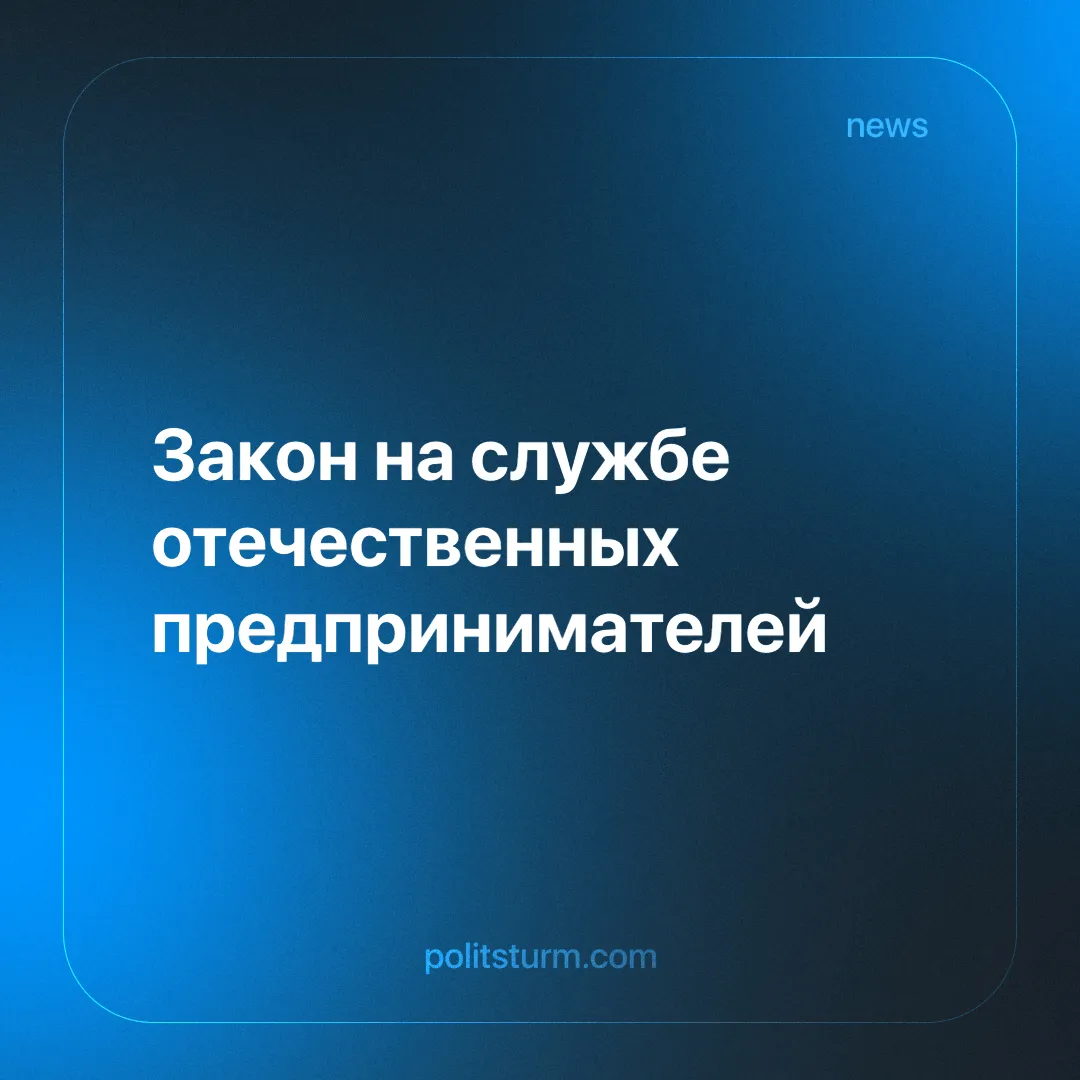 news
Закон на службе
отечественных
предпринимателей
politsturm.com